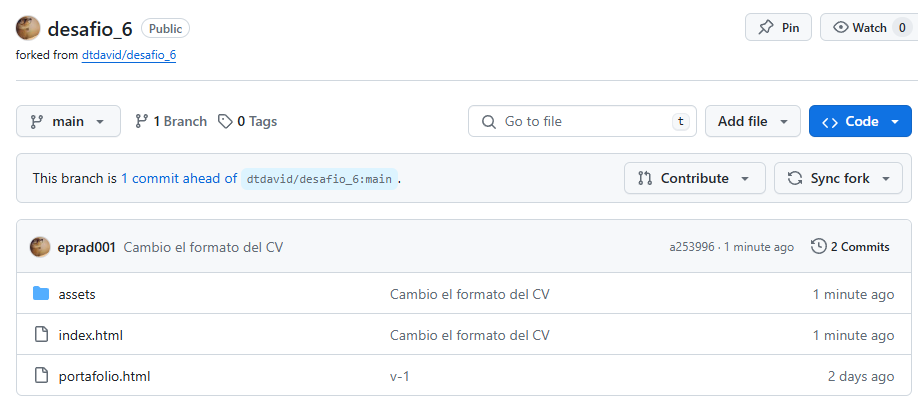 desafio_6 Public Pin Watch 0
forked from dtdavid/desafio_6
main 1 Branch 0 Tags Go to file t Add file Code
This branch is 1 commit ahead of dtdavid/desafio_6:main. Contribute Sync fork
eprad001 Cambio el formato del CV a253996 · 1 minute ago 2 Commits
assets Cambio el formato del CV 1 minute ago
index.html Cambio el formato del CV 1 minute ago
portafolio.html v-1 2 days ago